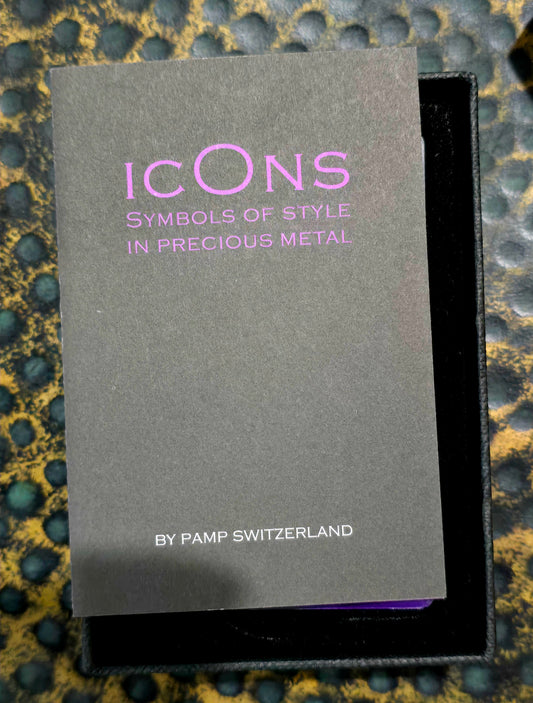 ICONS
SYMBOLS OF STYLE
IN PRECIOUS METAL
BY PAMP SWITZERLAND